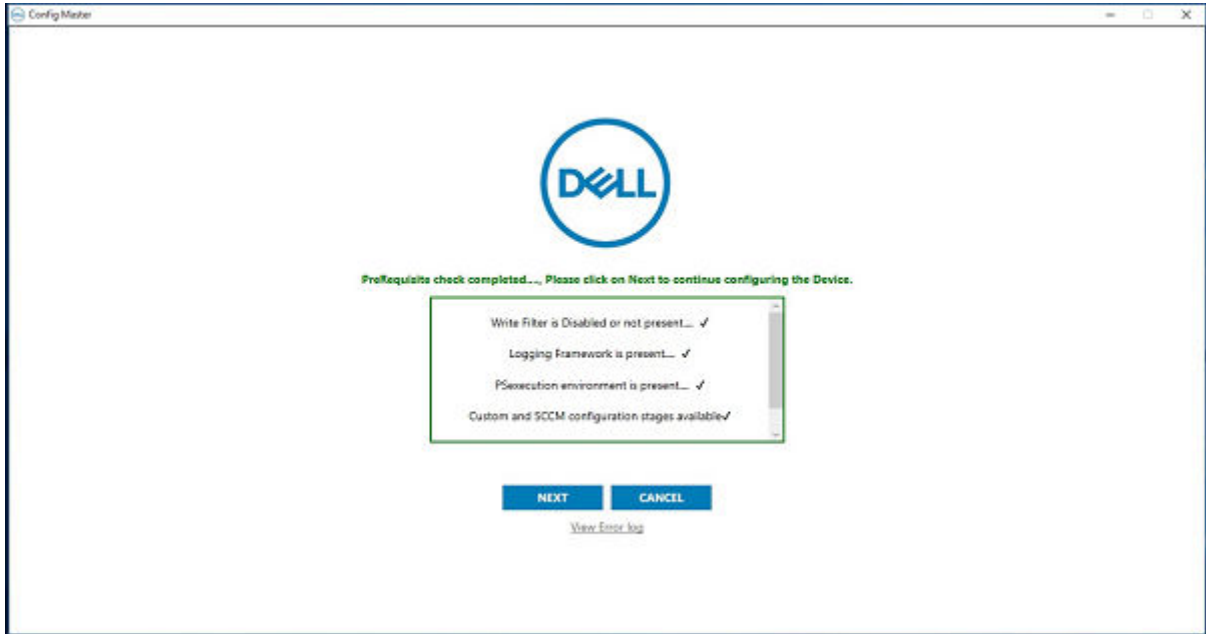 Config Master
DELL
PreRequisite check completed...., Please click on Next to continue configuring the Device.
Write Filter is Disabled or not present.... ✓
Logging Framework is present.... ✓
PSexecution environment is present.... ✓
Custom and SCCM configuration stages available✓
NEXT
CANCEL
View Error log